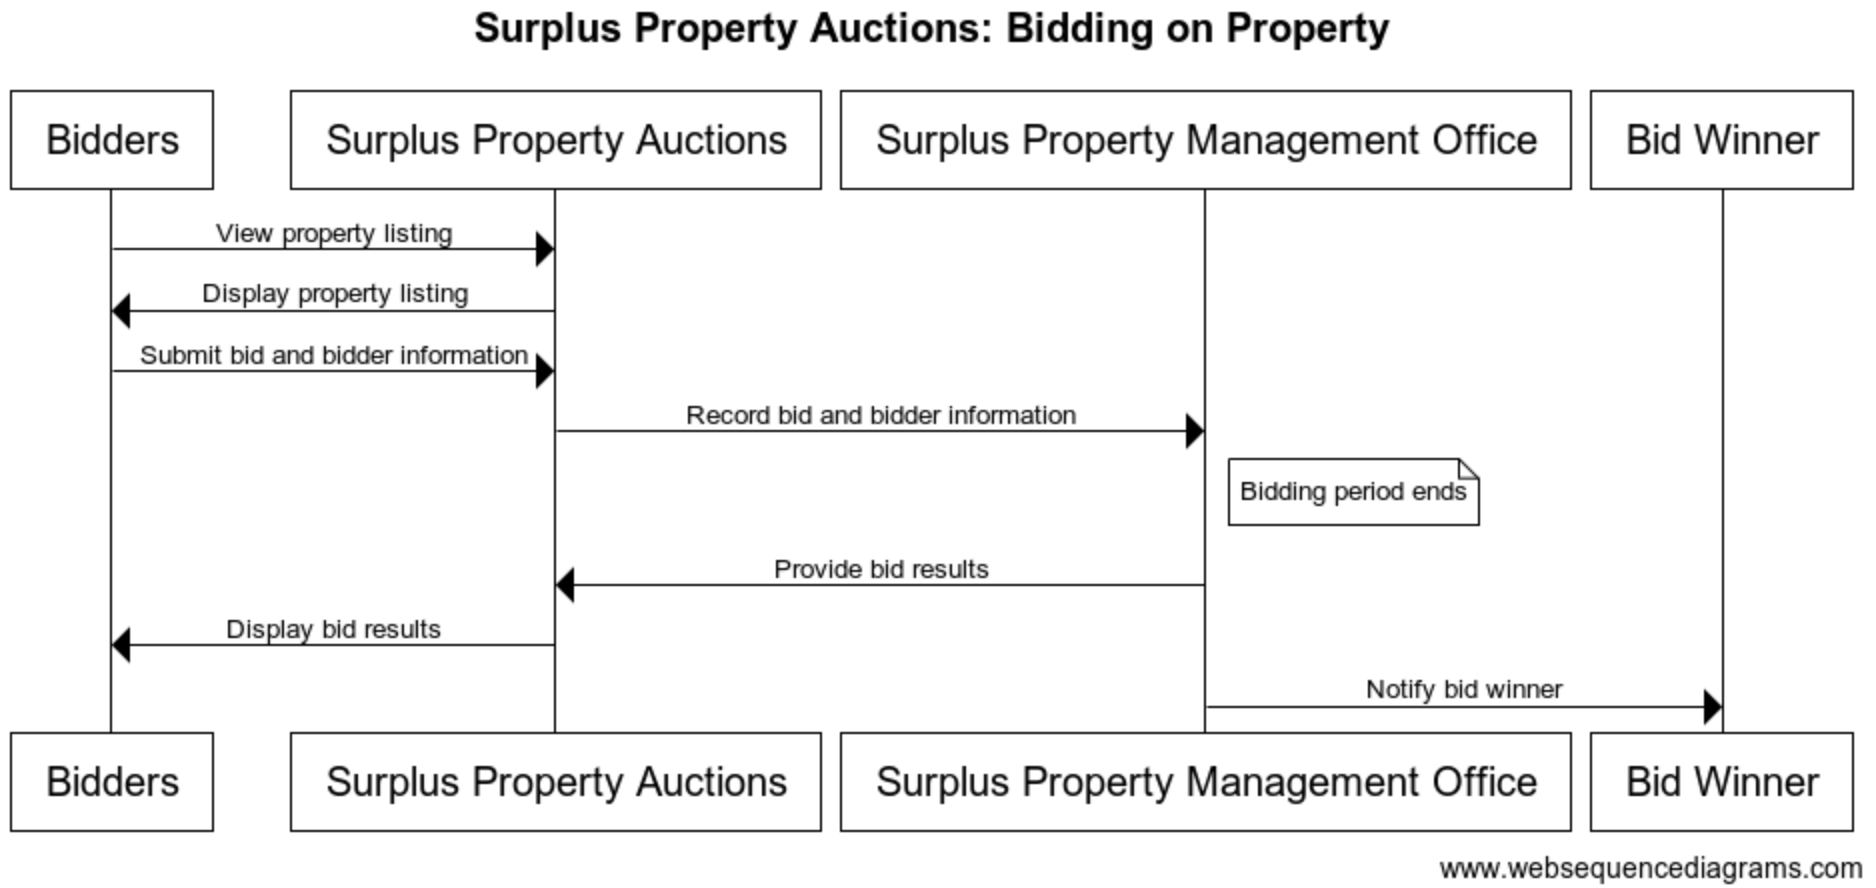 Surplus Property Auctions: Bidding on Property
Bidders
Surplus Property Auctions
Surplus Property Management Office
Bid Winner
View property listing
Display property listing
Submit bid and bidder information
Record bid and bidder information
Bidding period ends
Provide bid results
Display bid results
Notify bid winner
Bidders
Surplus Property Auctions
Surplus Property Management Office
Bid Winner
www.websequencediagrams.com